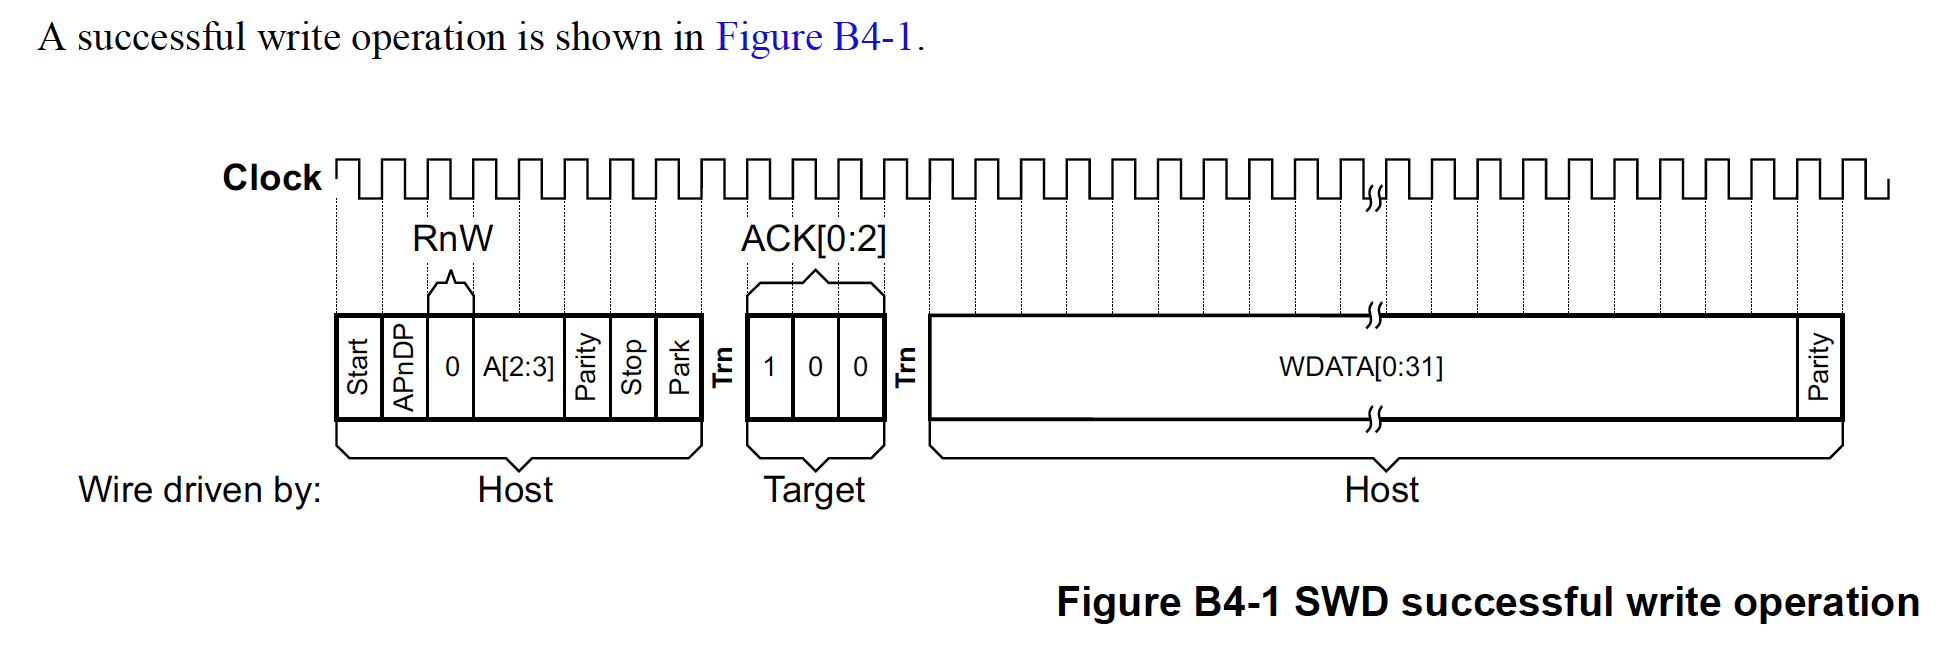 A successful write operation is shown in Figure B4-1.
Clock
RnW ACK[0:2]
Start APnDP 0 A[2:3] Parity Stop Park Trn 1 0 0 Trn WDATA[0:31] Parity
Wire driven by: Host Target Host
Figure B4-1 SWD successful write operation